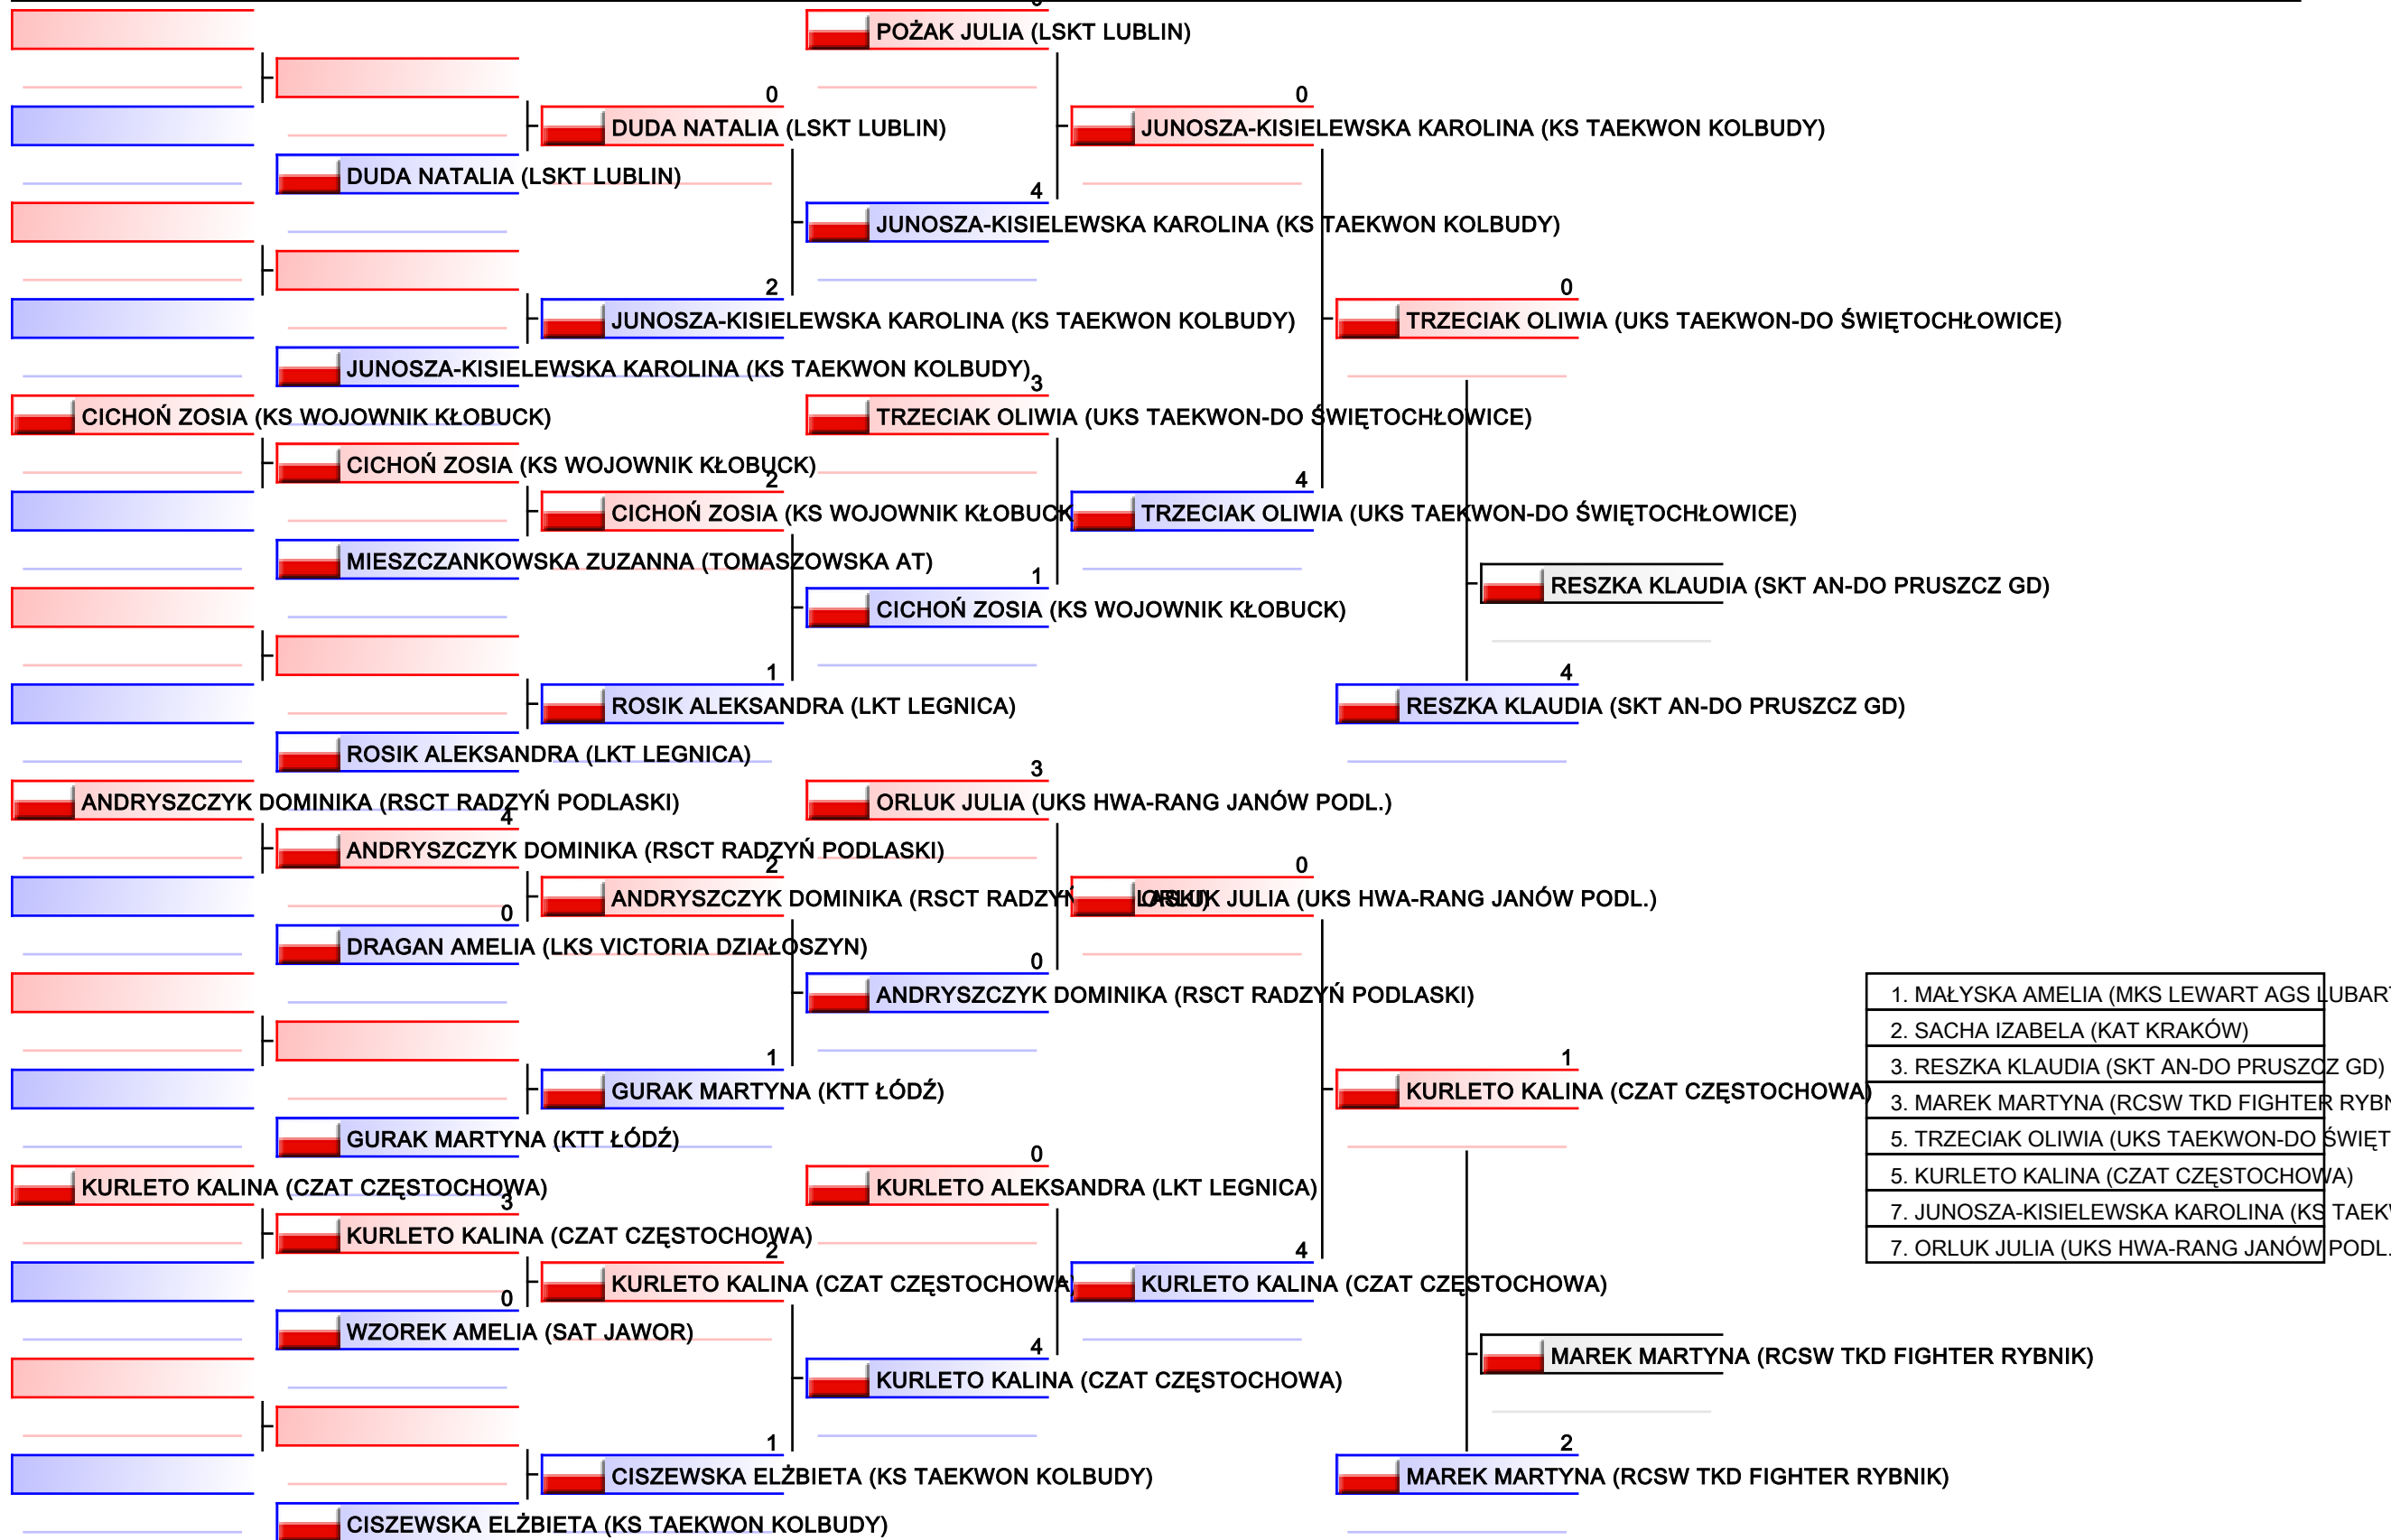 POŻAK JULIA (LSKT LUBLIN)
0
0
DUDA NATALIA (LSKT LUBLIN)
JUNOSZA-KISIELEWSKA KAROLINA (KS TAEKWON KOLBUDY)
DUDA NATALIA (LSKT LUBLIN)
4
JUNOSZA-KISIELEWSKA KAROLINA (KS TAEKWON KOLBUDY)
2
0
JUNOSZA-KISIELEWSKA KAROLINA (KS TAEKWON KOLBUDY)
TRZECIAK OLIWIA (UKS TAEKWON-DO ŚWIĘTOCHŁOWICE)
JUNOSZA-KISIELEWSKA KAROLINA (KS TAEKWON KOLBUDY)
3
CICHOŃ ZOSIA (KS WOJOWNIK KŁOBUCK)
TRZECIAK OLIWIA (UKS TAEKWON-DO ŚWIĘTOCHŁOWICE)
CICHOŃ ZOSIA (KS WOJOWNIK KŁOBUCK)
2
4
CICHOŃ ZOSIA (KS WOJOWNIK KŁOBUCK
TRZECIAK OLIWIA (UKS TAEKWON-DO ŚWIĘTOCHŁOWICE)
MIESZCZANKOWSKA ZUZANNA (TOMASZOWSKA AT)
1
RESZKA KLAUDIA (SKT AN-DO PRUSZCZ GD)
CICHOŃ ZOSIA (KS WOJOWNIK KŁOBUCK)
1
4
ROSIK ALEKSANDRA (LKT LEGNICA)
RESZKA KLAUDIA (SKT AN-DO PRUSZCZ GD)
ROSIK ALEKSANDRA (LKT LEGNICA)
3
ANDRYSZCZYK DOMINIKA (RSCT RADZYŃ PODLASKI)
ORLUK JULIA (UKS HWA-RANG JANÓW PODL.)
4
ANDRYSZCZYK DOMINIKA (RSCT RADZYŃ PODLASKI)
2
0
ANDRYSZCZYK DOMINIKA (RSCT RADZYŃ LASKI)
ORLUK JULIA (UKS HWA-RANG JANÓW PODL.)
0
DRAGAN AMELIA (LKS VICTORIA DZIAŁOSZYN)
0
ANDRYSZCZYK DOMINIKA (RSCT RADZYŃ PODLASKI)
1. MAŁYSKA AMELIA (MKS LEWART AGS LUBAR
2. SACHA IZABELA (KAT KRAKÓW)
1
1
3. RESZKA KLAUDIA (SKT AN-DO PRUSZCZ GD)
GURAK MARTYNA (KTT ŁÓDŹ)
KURLETO KALINA (CZAT CZĘSTOCHOWA)
3. MAREK MARTYNA (RCSW TKD FIGHTER RYB
GURAK MARTYNA (KTT ŁÓDŹ)
5. TRZECIAK OLIWIA (UKS TAEKWON-DO ŚWIĘT
0
5. KURLETO KALINA (CZAT CZĘSTOCHOWA)
KURLETO KALINA (CZAT CZĘSTOCHOWA)
KURLETO ALEKSANDRA (LKT LEGNICA)
3
7. JUNOSZA-KISIELEWSKA KAROLINA (KS TAEK
KURLETO KALINA (CZAT CZĘSTOCHOWA)
7. ORLUK JULIA (UKS HWA-RANG JANÓW PODL.
2
4
KURLETO KALINA (CZAT CZĘSTOCHOWA)
KURLETO KALINA (CZAT CZĘSTOCHOWA)
0
WZOREK AMELIA (SAT JAWOR)
4
MAREK MARTYNA (RCSW TKD FIGHTER RYBNIK)
KURLETO KALINA (CZAT CZĘSTOCHOWA)
1
2
CISZEWSKA ELŻBIETA (KS TAEKWON KOLBUDY)
MAREK MARTYNA (RCSW TKD FIGHTER RYBNIK)
CISZEWSKA ELŻBIETA (KS TAEKWON KOLBUDY)